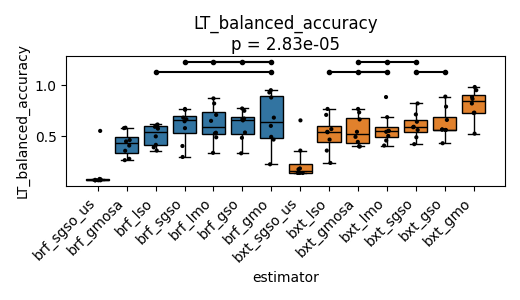 LT_balanced_accuracy
p = 2.83e-05
LT_balanced_accuracy
1.0
0.5
brf_sgso_us
brf_gmosa
brf_lso
brf_sgso
brf_lmo
brf_gso
brf_gmo
bxt_sgso_us
bxt_lso
bxt_gmosa
bxt_lmo
bxt_sgso
bxt_gso
bxt_gmo
estimator